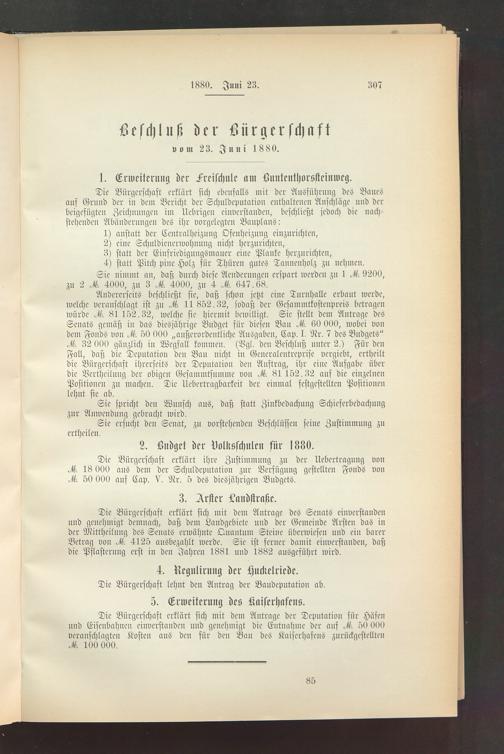 1880. Juni 23. 307
Beschluß der Bürgerschaft
vom 23. Juni 1880.
1. Erweiterung der Freischule am Buntenthorssteinweg.
Die Bürgerschaft erklärt sich ebenfalls mit der Ausführung des Baues
auf Grund der in dem Bericht der Schuldeputation enthaltenen Anschläge und der
beigefügten Zeichnungen im Uebrigen einverstanden, beschließt jedoch die nach-
stehenden Abänderungen des ihr vorgelegten Bauplans:
1) anstatt der Centralheizung Ofenheizung einzurichten,
2) eine Schuldienerwohnung nicht herzurichten,
3) statt der Einfriedigungsmauer eine Planke herzurichten,
4) statt Pitch pine Holz für Thüren gutes Tannenholz zu nehmen.
Sie nimmt an, daß durch diese Aenderungen erspart werden zu 1 ℳ 9200,
zu 2 ℳ 4000, zu 3 ℳ 4000, zu 4 ℳ 647.68.
Andererseits beschließt sie, daß schon jetzt eine Turnhalle erbaut werde,
welche veranschlagt ist zu ℳ 11 852.32, sodaß der Gesammtkostenpreis betragen
würde ℳ 81 152.32, welche sie hiermit bewilligt. Sie stellt dem Antrage des
Senats gemäß in das diesjährige Budget für diesen Bau ℳ 60 000, wobei von
dem Fonds von ℳ 50 000 „außerordentliche Ausgaben, Cap. I. Nr. 7 des Budgets“
ℳ 32 000 gänzlich in Wegfall kommen. (Vgl. den Beschluß unter 2.) Für den
Fall, daß die Deputation den Bau nicht in Generalentreprise vergiebt, ertheilt
die Bürgerschaft ihrerseits der Deputation den Auftrag, ihr eine Aufgabe über
die Vertheilung der obigen Gesammtsumme von ℳ 81 152.32 auf die einzelnen
Positionen zu machen. Die Uebertragbarkeit der einmal festgestellten Positionen
lehnt sie ab.
Sie spricht den Wunsch aus, daß statt Zinkbedachung Schieferbedachung
zur Anwendung gebracht wird.
Sie ersucht den Senat, zu vorstehenden Beschlüssen seine Zustimmung zu
ertheilen.
2. Budget der Volksschulen für 1880.
Die Bürgerschaft erklärt ihre Zustimmung zu der Uebertragung von
ℳ 18 000 aus dem der Schuldeputation zur Verfügung gestellten Fonds von
ℳ 50 000 auf Cap. V. Nr. 5 des diesjährigen Budgets.
3. Arster Landstraße.
Die Bürgerschaft erklärt sich mit dem Antrage des Senats einverstanden
und genehmigt demnach, daß dem Landgebiete und der Gemeinde Arsten das in
der Mittheilung des Senats erwähnte Quantum Steine überwiesen und ein barer
Betrag von ℳ 4125 ausbezahlt werde. Sie ist ferner damit einverstanden, daß
die Pflasterung erst in den Jahren 1881 und 1882 ausgeführt wird.
4. Regulirung der Huckelriede.
Die Bürgerschaft lehnt den Antrag der Baudeputation ab.
5. Erweiterung des Kaiserhafens.
Die Bürgerschaft erklärt sich mit dem Antrage der Deputation für Häfen
und Eisenbahnen einverstanden und genehmigt die Entnahme der auf ℳ 50 000
veranschlagten Kosten aus den für den Bau des Kaiserhafens zurückgestellten
ℳ 100 000.
85